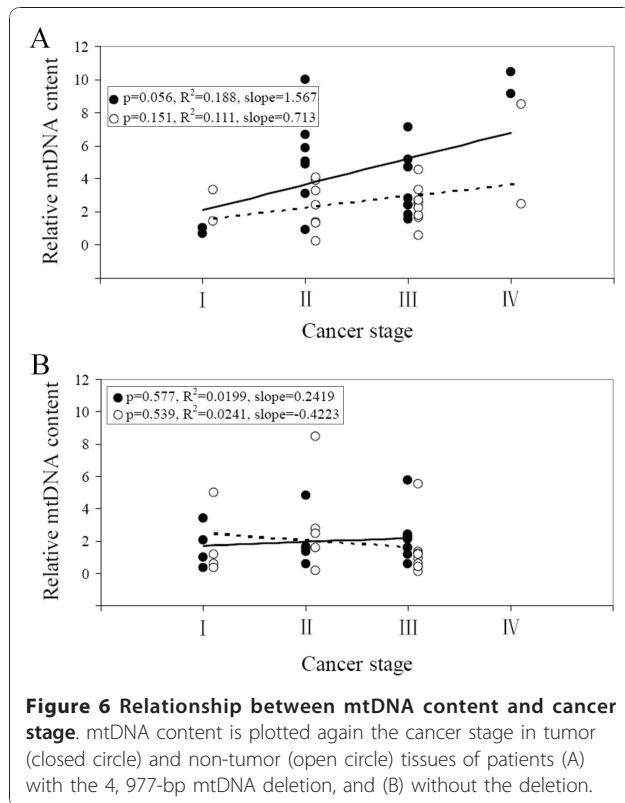 A
Relative mtDNA cntent
12
10
8
6
4
2
0
● p=0.056, R²=0.188, slope=1.567
○ p=0.151, R²=0.111, slope=0.713
I II III IV
Cancer stage
B
Relative mtDNA content
12
10
8
6
4
2
0
● p=0.577, R²=0.0199, slope=0.2419
○ p=0.539, R²=0.0241, slope=-0.4223
I II III IV
Cancer stage
Figure 6 Relationship between mtDNA content and cancer
stage. mtDNA content is plotted again the cancer stage in tumor
(closed circle) and non-tumor (open circle) tissues of patients (A)
with the 4, 977-bp mtDNA deletion, and (B) without the deletion.